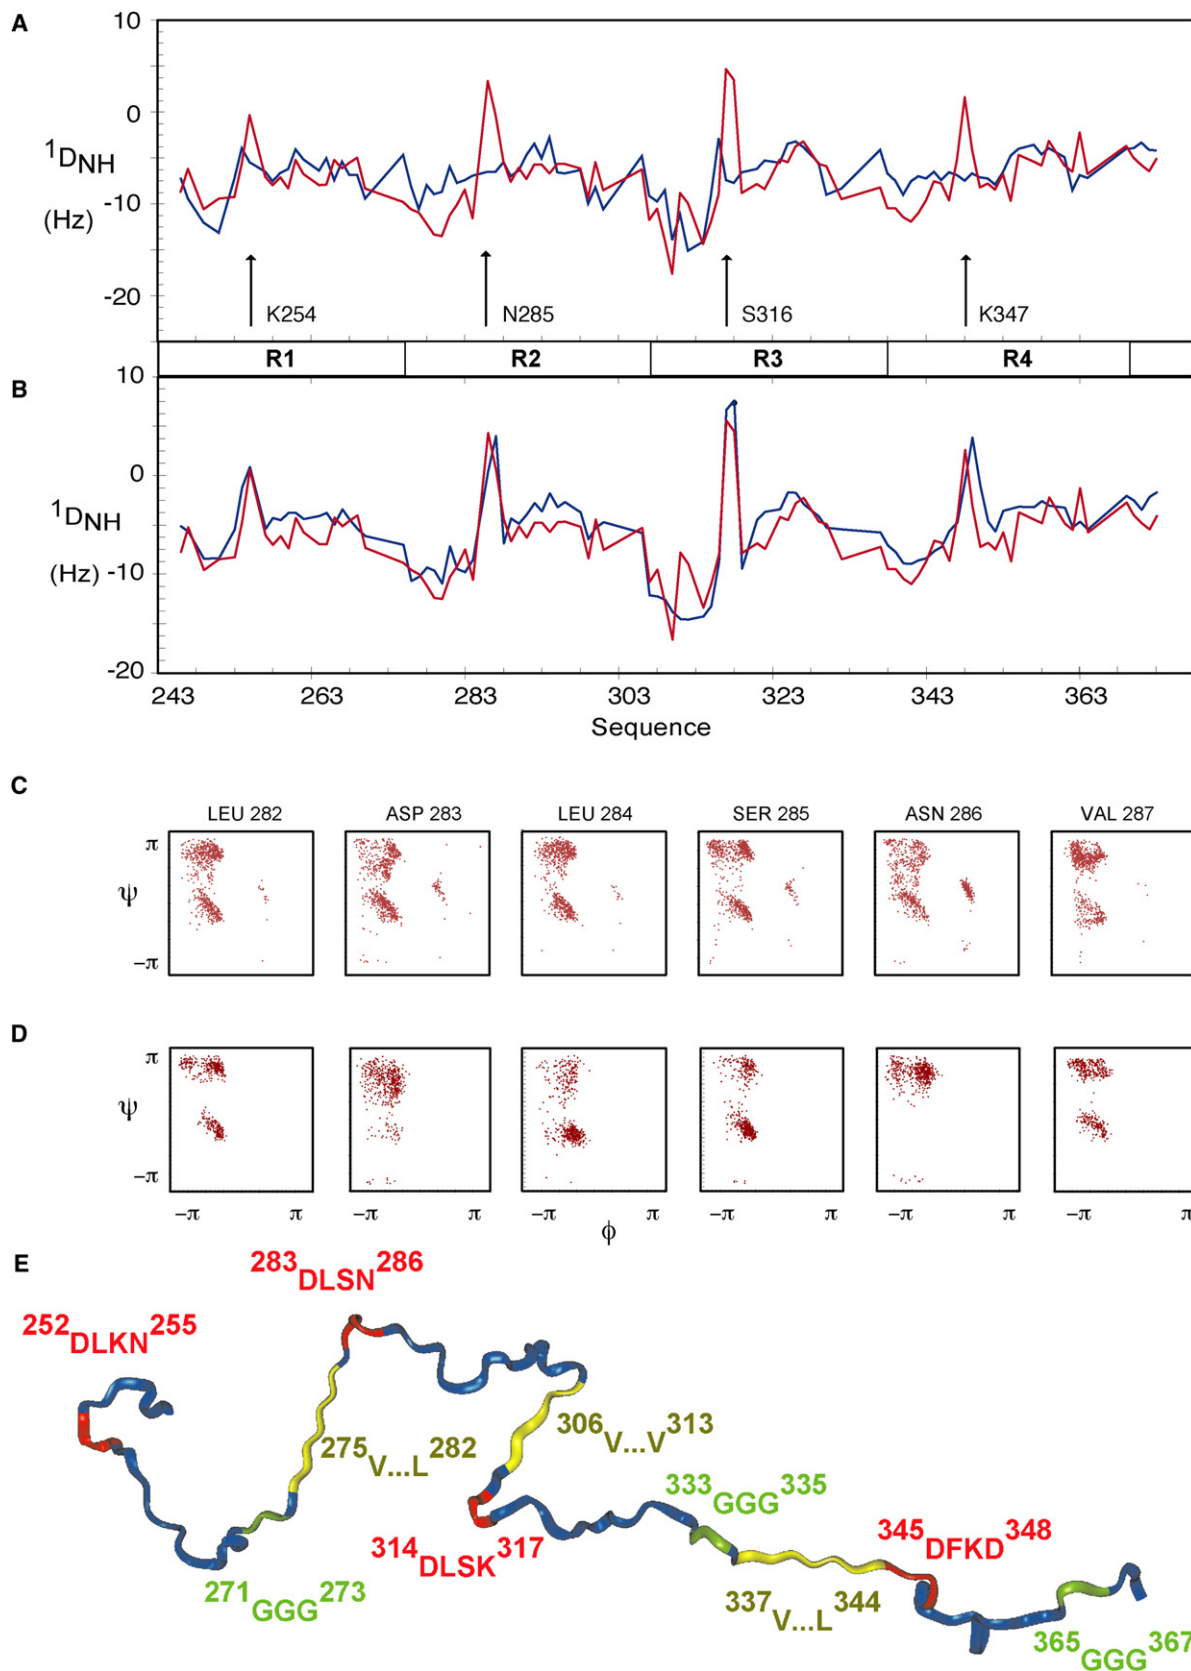 A
10
0
-10
-20
¹D_NH
(Hz)
K254
N285
S316
K347
R1
R2
R3
R4
B
10
0
-10
-20
¹D_NH
(Hz)
243
263
283
303
323
343
363
Sequence
C
LEU 282
ASP 283
LEU 284
SER 285
ASN 286
VAL 287
π
ψ
−π
D
π
ψ
−π
−π π
−π π
−π π
−π π
−π π
−π π
ϕ
E
²⁸³DLSN²⁸⁶
²⁵²DLKN²⁵⁵
²⁷⁵V...L²⁸²
³⁰⁶V...V³¹³
³³³GGG³³⁵
³¹⁴DLSK³¹⁷
³⁴⁵DFKD³⁴⁸
²⁷¹GGG²⁷³
³³⁷V...L³⁴⁴
³⁶⁵GGG³⁶⁷